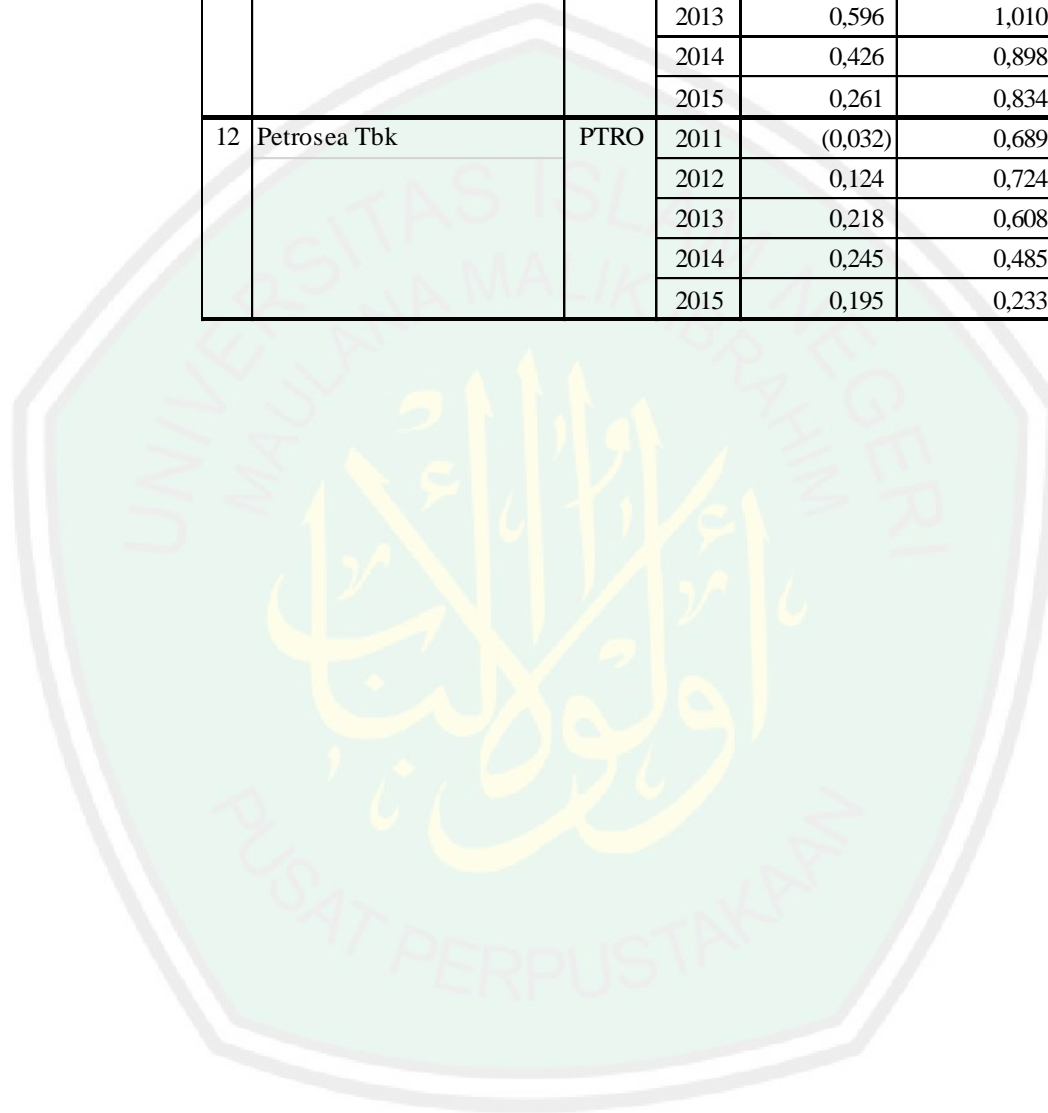 2013 0,596 1,010
2014 0,426 0,898
2015 0,261 0,834
12 Petrosea Tbk PTRO 2011 (0,032) 0,689
2012 0,124 0,724
2013 0,218 0,608
2014 0,245 0,485
2015 0,195 0,233
UNIVERSITAS ISLAM NEGERI
MAULANA MALIK IBRAHIM
أولوا الألباب
PUSAT PERPUSTAKAAN